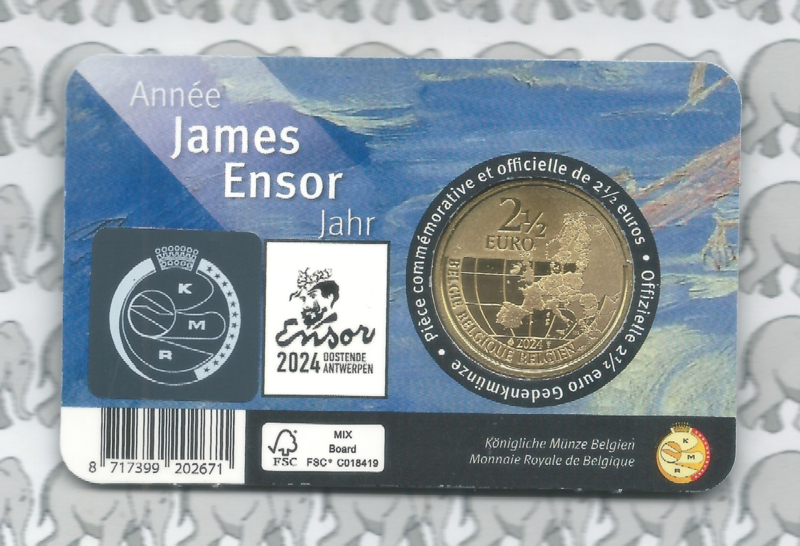 Année
James
Ensor
Jahr
K
M
R
Ensor
2024 OOSTENDE
ANTWERPEN
• Pièce commémorative et officielle de 2½ euros • Offizielle 2½ euro Gedenkmünze
2½
EURO
BELGIË BELGIQUE BELGIEN
2024
8 717399 202671
FSC
MIX
Board
FSC® C018419
Königliche Münze Belgien
Monnaie Royale de Belgique
K
M
R